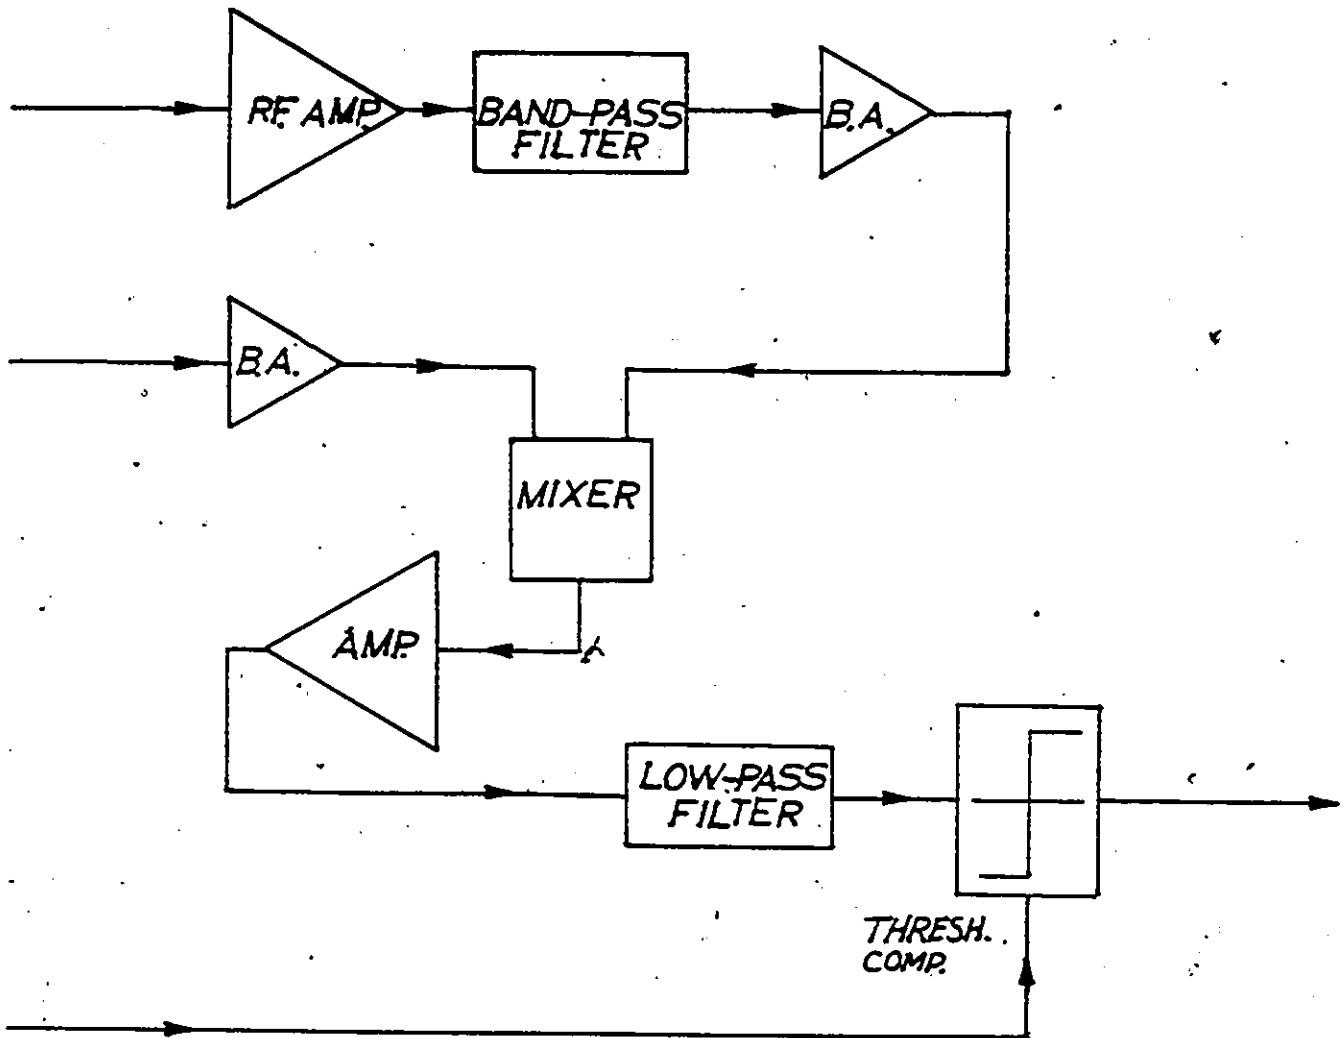 RF. AMP.
BAND-PASS
FILTER
B.A.
B.A.
MIXER
AMP.
LOW-PASS
FILTER
THRESH.
COMP.